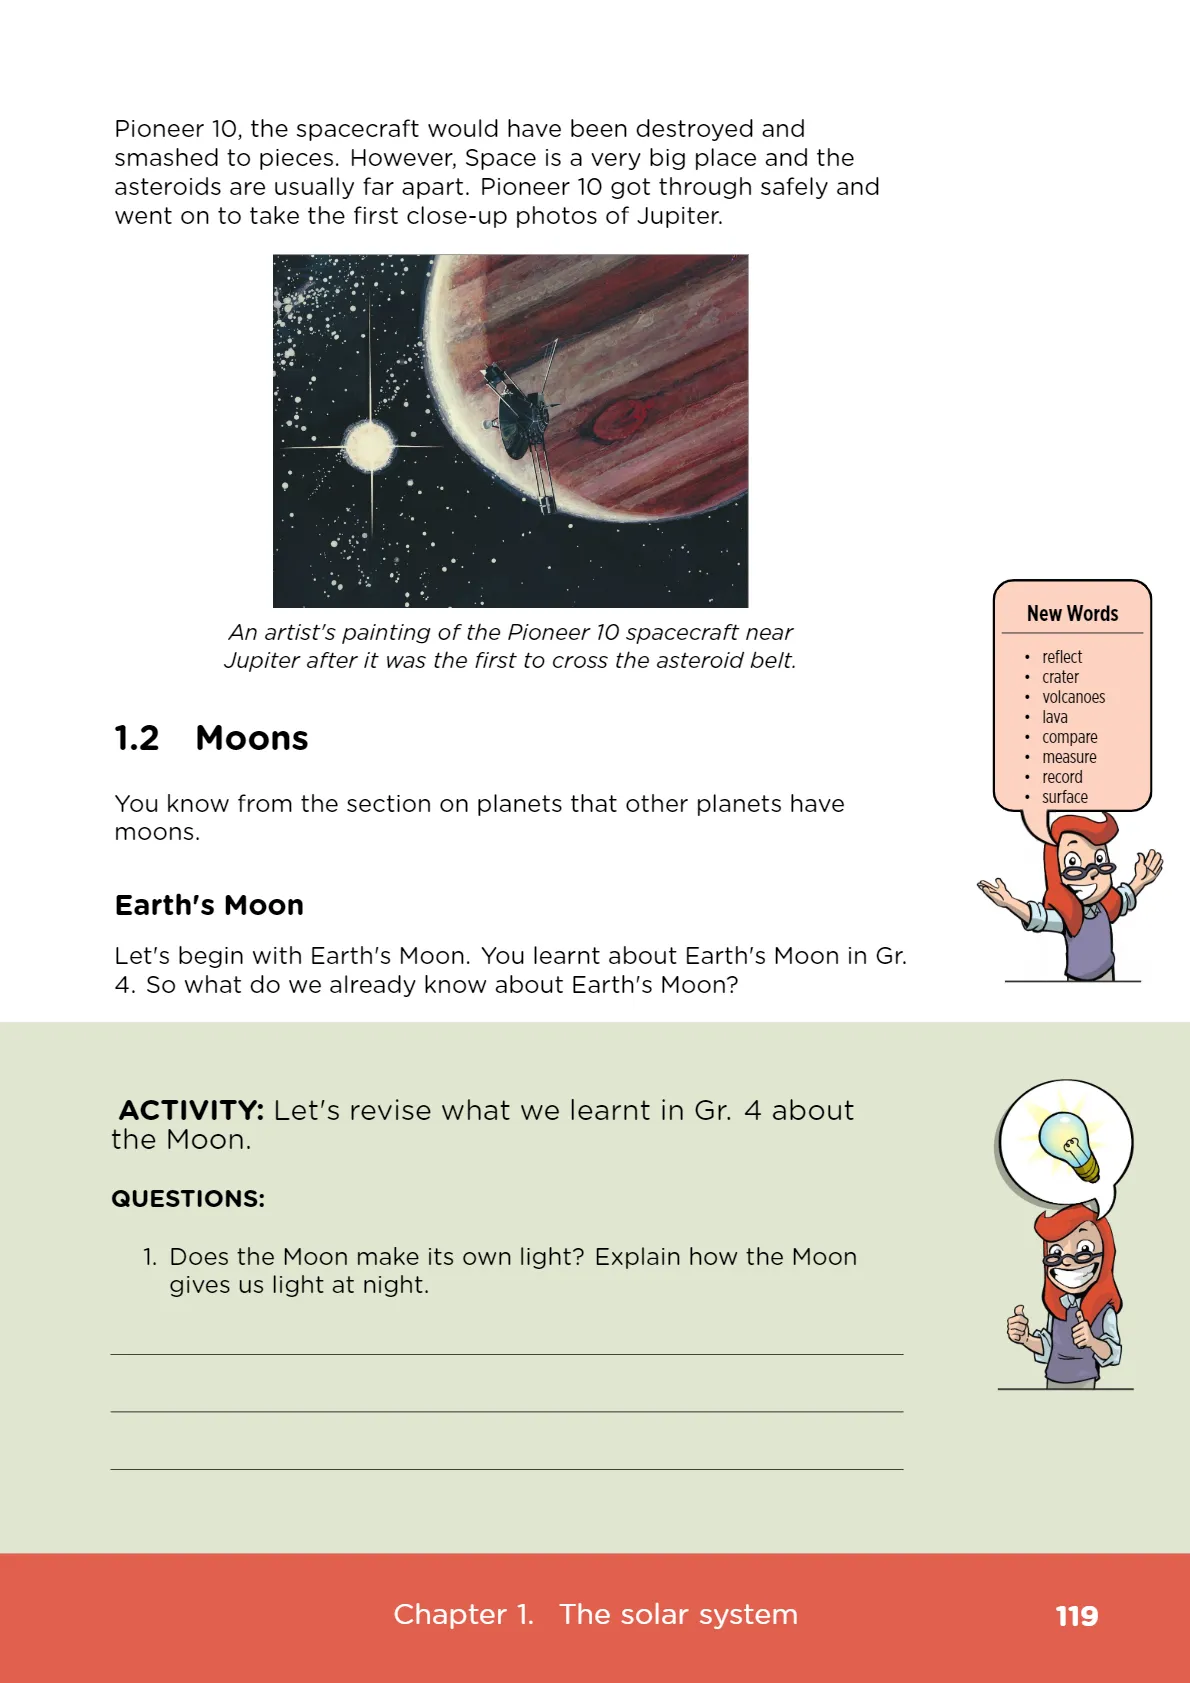 Pioneer 10, the spacecraft would have been destroyed and
smashed to pieces. However, Space is a very big place and the
asteroids are usually far apart. Pioneer 10 got through safely and
went on to take the first close-up photos of Jupiter.
An artist's painting of the Pioneer 10 spacecraft near
Jupiter after it was the first to cross the asteroid belt.
New Words
• reflect
• crater
• volcanoes
• lava
• compare
• measure
• record
• surface
1.2 Moons
You know from the section on planets that other planets have
moons.
Earth's Moon
Let's begin with Earth's Moon. You learnt about Earth's Moon in Gr.
4. So what do we already know about Earth's Moon?
ACTIVITY: Let's revise what we learnt in Gr. 4 about
the Moon.
QUESTIONS:
1. Does the Moon make its own light? Explain how the Moon
gives us light at night.
Chapter 1. The solar system
119